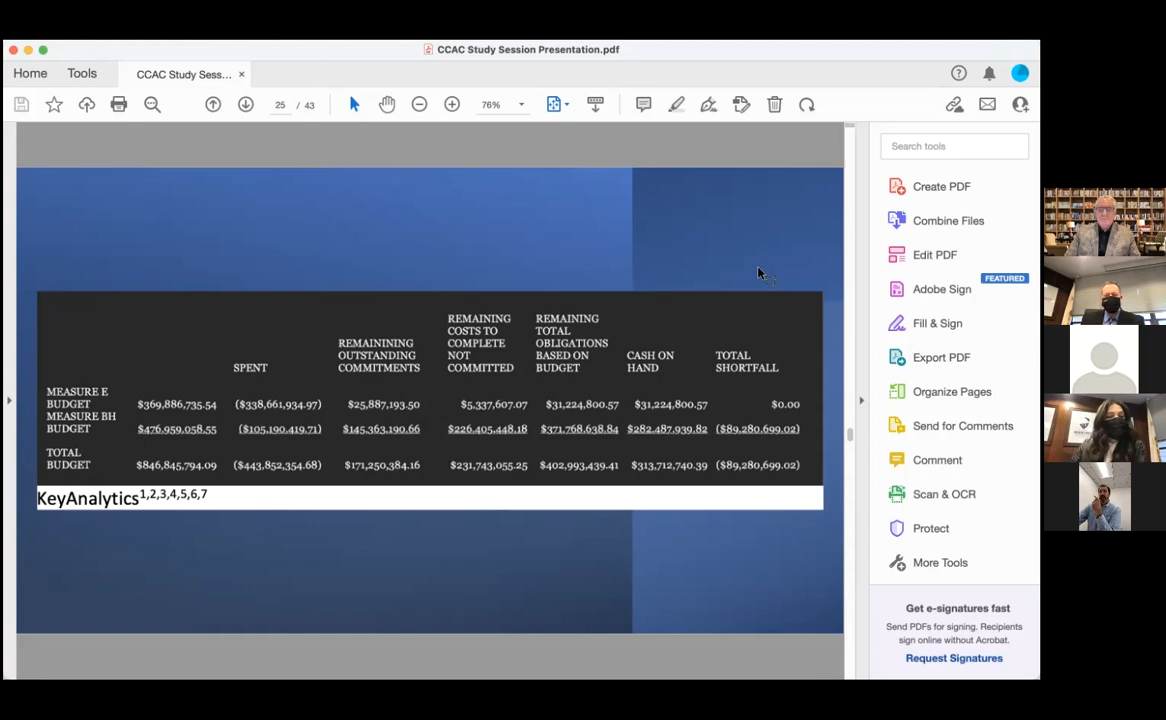 CCAC Study Session Presentation.pdf
Home Tools CCAC Study Sess... ×
25 / 43 76%
Search tools
Create PDF
Combine Files
Edit PDF
FEATURED
Adobe Sign
Fill & Sign
Export PDF
Organize Pages
Send for Comments
Comment
Scan & OCR
Protect
More Tools
Get e-signatures fast
Send PDFs for signing. Recipients
sign online without Acrobat.
Request Signatures
SPENT
REMAININING
OUTSTANDING
COMMITMENTS
REMAINING
COSTS TO
COMPLETE
NOT
COMMITTED
REMAINING
TOTAL
OBLIGATIONS
BASED ON
BUDGET
CASH ON
HAND
TOTAL
SHORTFALL
MEASURE E
BUDGET $369,886,735.54 ($338,661,934.97) $25,887,193.50 $5,337,607.07 $31,224,800.57 $31,224,800.57 $0.00
MEASURE BH
BUDGET $476,959,058.55 ($105,190,419.71) $145,363,190.66 $226,405,448.18 $371,768,638.84 $282,487,939.82 ($89,280,699.02)
TOTAL
BUDGET $846,845,794.09 ($443,852,354.68) $171,250,384.16 $231,743,055.25 $402,993,439.41 $313,712,740.39 ($89,280,699.02)
KeyAnalytics1,2,3,4,5,6,7